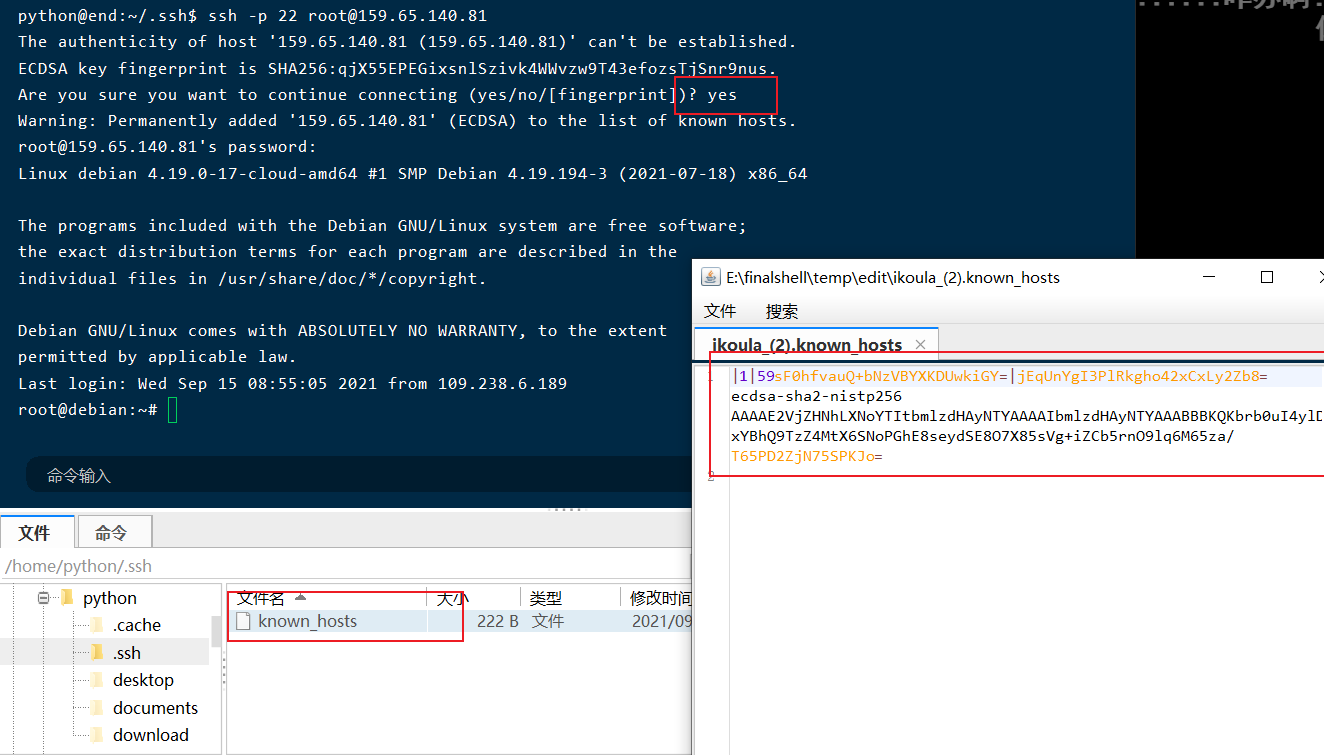 python@end:~/.ssh$ ssh -p 22 root@159.65.140.81
The authenticity of host '159.65.140.81 (159.65.140.81)' can't be established.
ECDSA key fingerprint is SHA256:qjX55EPEGixsnlSzivk4WWvzw9T43efozsTjSnr9nus.
Are you sure you want to continue connecting (yes/no/[fingerprint])? yes
Warning: Permanently added '159.65.140.81' (ECDSA) to the list of known hosts.
root@159.65.140.81's password:
Linux debian 4.19.0-17-cloud-amd64 #1 SMP Debian 4.19.194-3 (2021-07-18) x86_64
The programs included with the Debian GNU/Linux system are free software;
the exact distribution terms for each program are described in the
individual files in /usr/share/doc/*/copyright.
Debian GNU/Linux comes with ABSOLUTELY NO WARRANTY, to the extent
permitted by applicable law.
Last login: Wed Sep 15 08:55:05 2021 from 109.238.6.189
root@debian:~#
命令输入
E:\finalshell\temp\edit\ikoula_(2).known_hosts
文件 搜索
ikoula_(2).known_hosts
1 |1|59sF0hfvauQ+bNzVBYXKDUwkiGY=|jEqUnYgI3PlRkgho42xCxLy2Zb8=
ecdsa-sha2-nistp256
AAAAE2VjZHNhLXNoYTItbmlzdHAyNTYAAAAIbmlzdHAyNTYAAABBBKQKbrb0uI4ylD
xYBhQ9TzZ4MtX6SNoPGhE8seydSE8O7X85sVg+iZCb5rnO9lq6M65za/
T65PD2ZjN75SPKJo=
2
文件 命令
/home/python/.ssh
python
.cache
.ssh
desktop
documents
download
文件名 大小 类型 修改时间
known_hosts 222 B 文件 2021/09